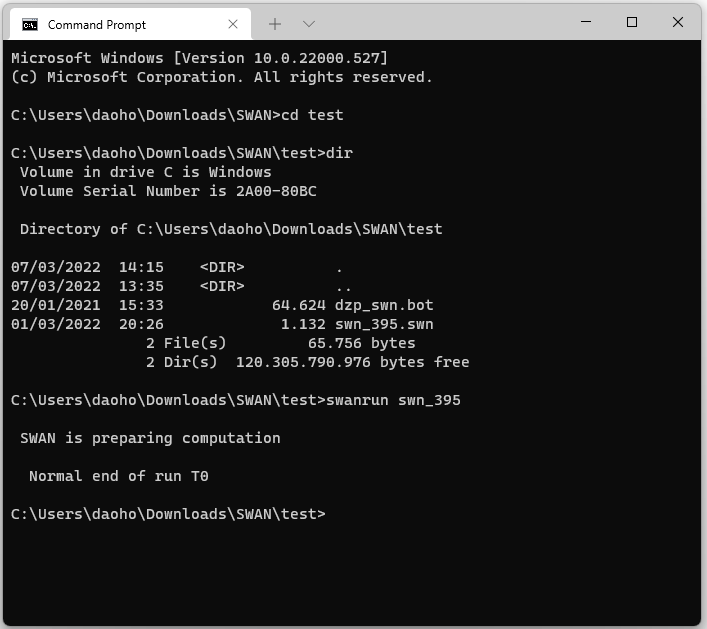 Command Prompt
Microsoft Windows [Version 10.0.22000.527]
(c) Microsoft Corporation. All rights reserved.
C:\Users\daoho\Downloads\SWAN>cd test
C:\Users\daoho\Downloads\SWAN\test>dir
Volume in drive C is Windows
Volume Serial Number is 2A00-80BC
Directory of C:\Users\daoho\Downloads\SWAN\test
07/03/2022  14:15    <DIR>          .
07/03/2022  13:35    <DIR>          ..
20/01/2021  15:33            64.624 dzp_swn.bot
01/03/2022  20:26             1.132 swn_395.swn
2 File(s)         65.756 bytes
2 Dir(s)  120.305.790.976 bytes free
C:\Users\daoho\Downloads\SWAN\test>swanrun swn_395
SWAN is preparing computation
Normal end of run T0
C:\Users\daoho\Downloads\SWAN\test>